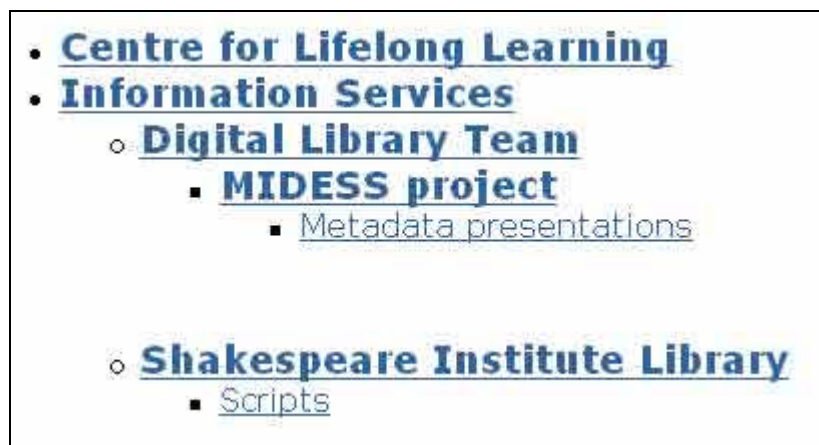 Centre for Lifelong Learning
Information Services
Digital Library Team
MIDESS project
Metadata presentations
Shakespeare Institute Library
Scripts